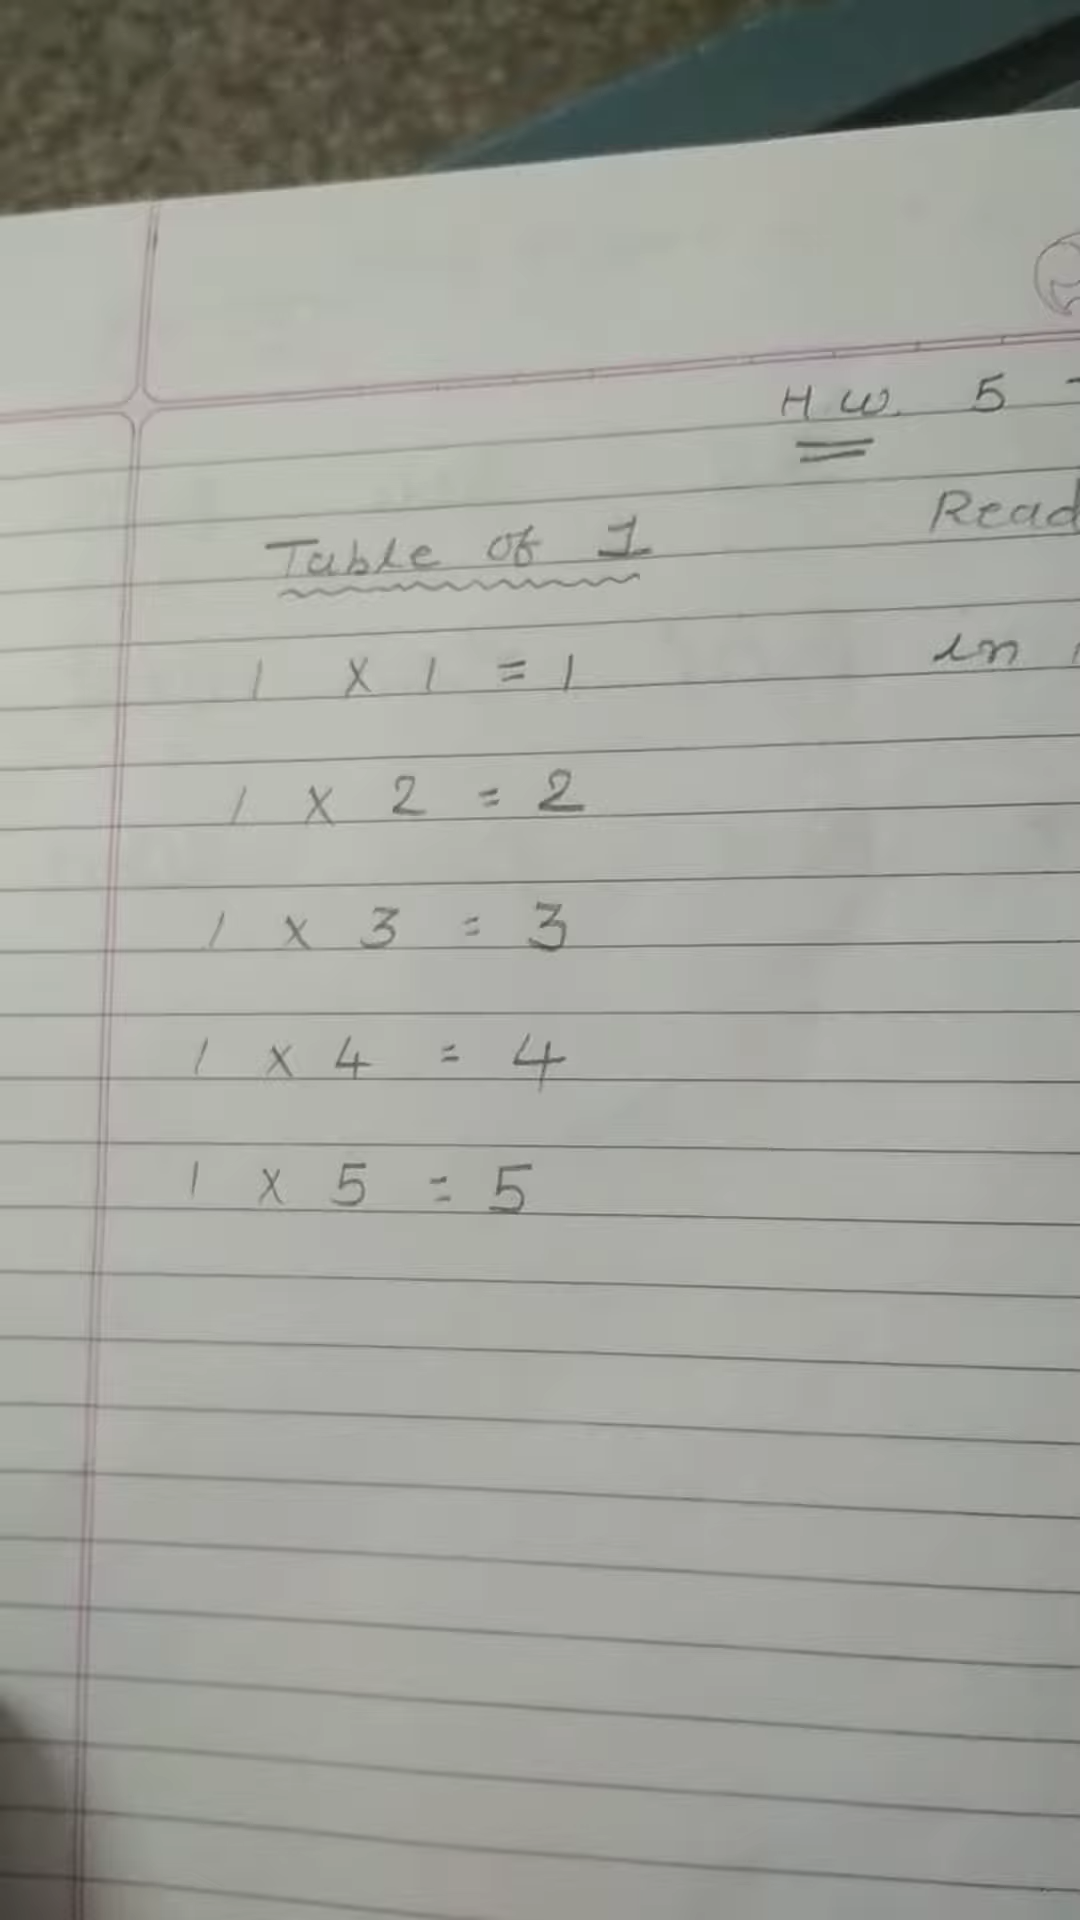 H.W. 5
Table of 1
Read
1 x 1 = 1
in
1 x 2 = 2
1 x 3 = 3
1 x 4 = 4
1 x 5 = 5